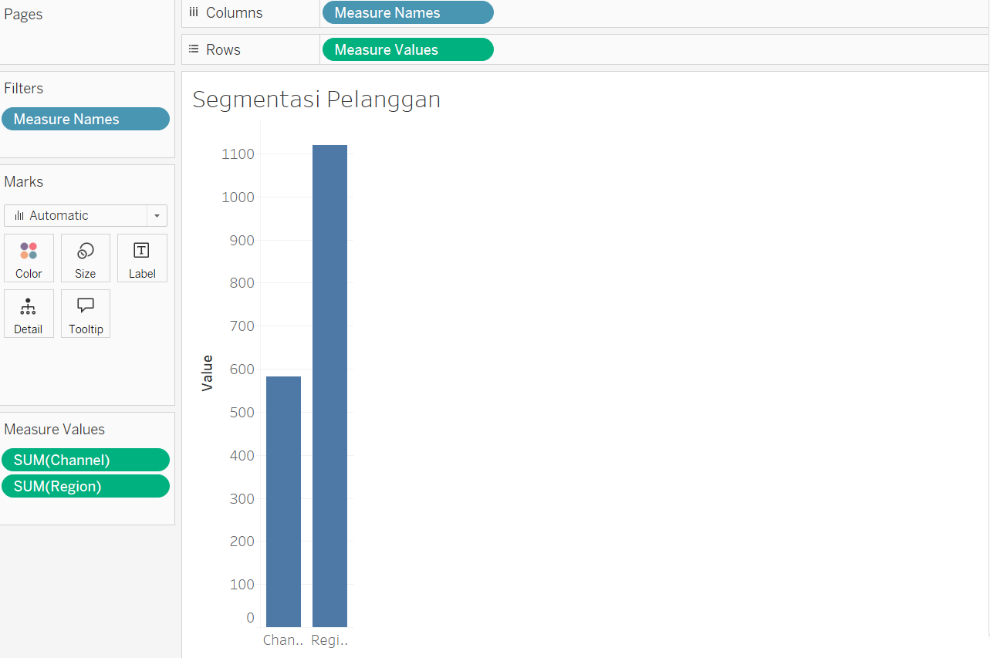 Pages
Columns
Measure Names
Rows
Measure Values
Filters
Measure Names
Marks
Automatic
Color
Size
Label
Detail
Tooltip
Measure Values
SUM(Channel)
SUM(Region)
Segmentasi Pelanggan
Value
1100
1000
900
800
700
600
500
400
300
200
100
0
Chan.. Regi..